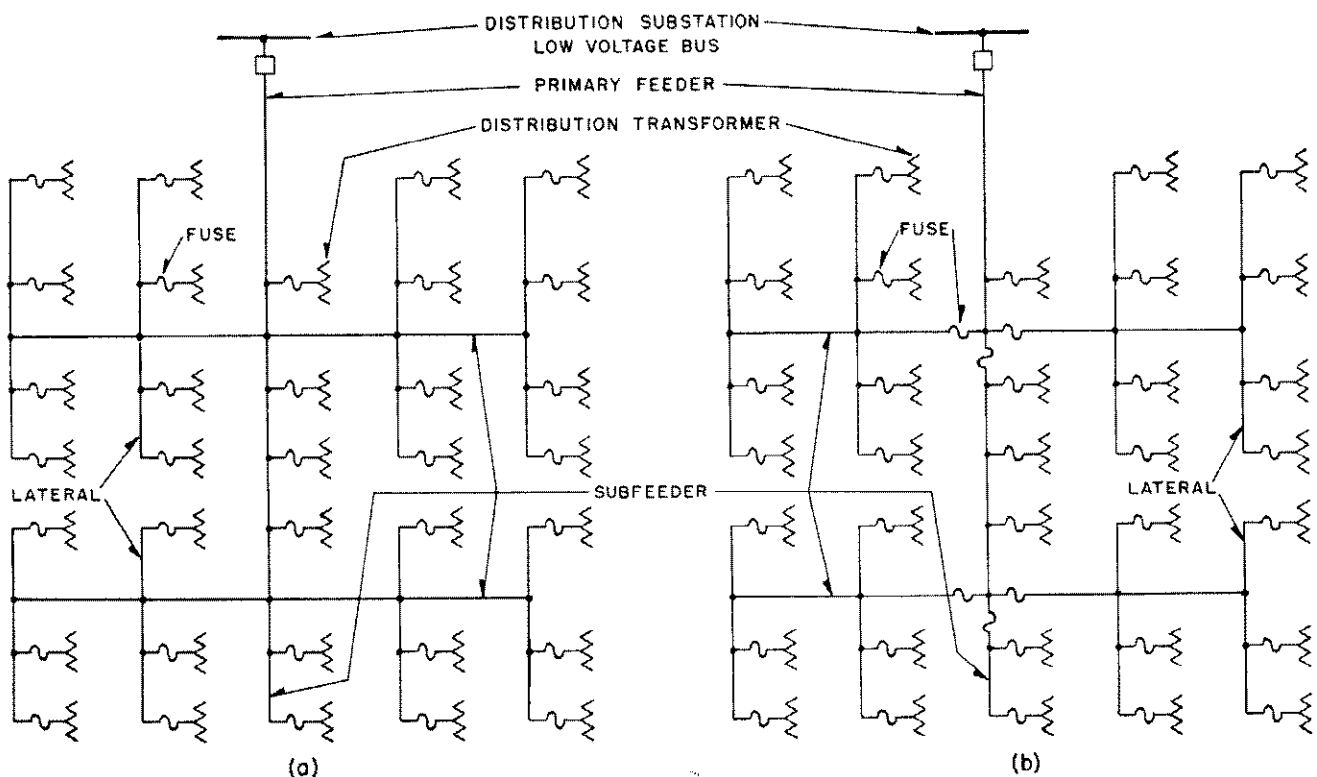 DISTRIBUTION SUBSTATION
LOW VOLTAGE BUS
PRIMARY FEEDER
DISTRIBUTION TRANSFORMER
FUSE
FUSE
LATERAL
SUBFEEDER
LATERAL
(a)
(b)